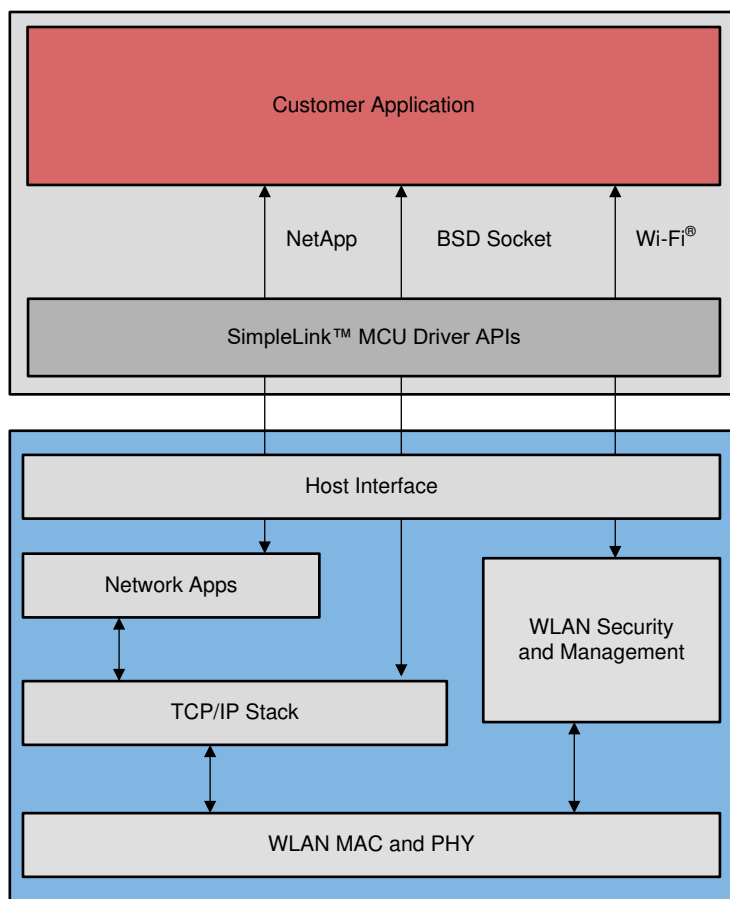 Customer Application
NetApp
BSD Socket
Wi-Fi®
SimpleLink™ MCU Driver APIs
Host Interface
Network Apps
WLAN Security
and Management
TCP/IP Stack
WLAN MAC and PHY